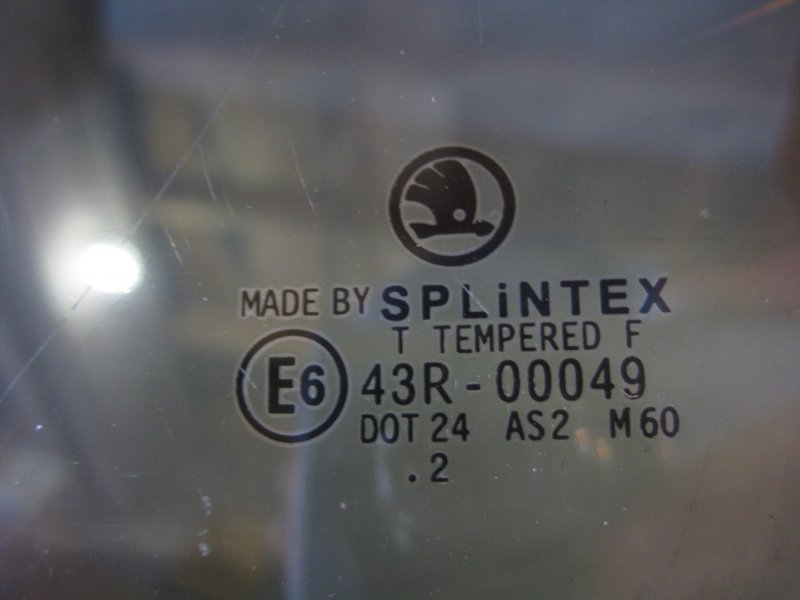 MADE BY SPLiNTEX
T TEMPERED F
E6 43R-00049
DOT 24 AS2 M60
.2